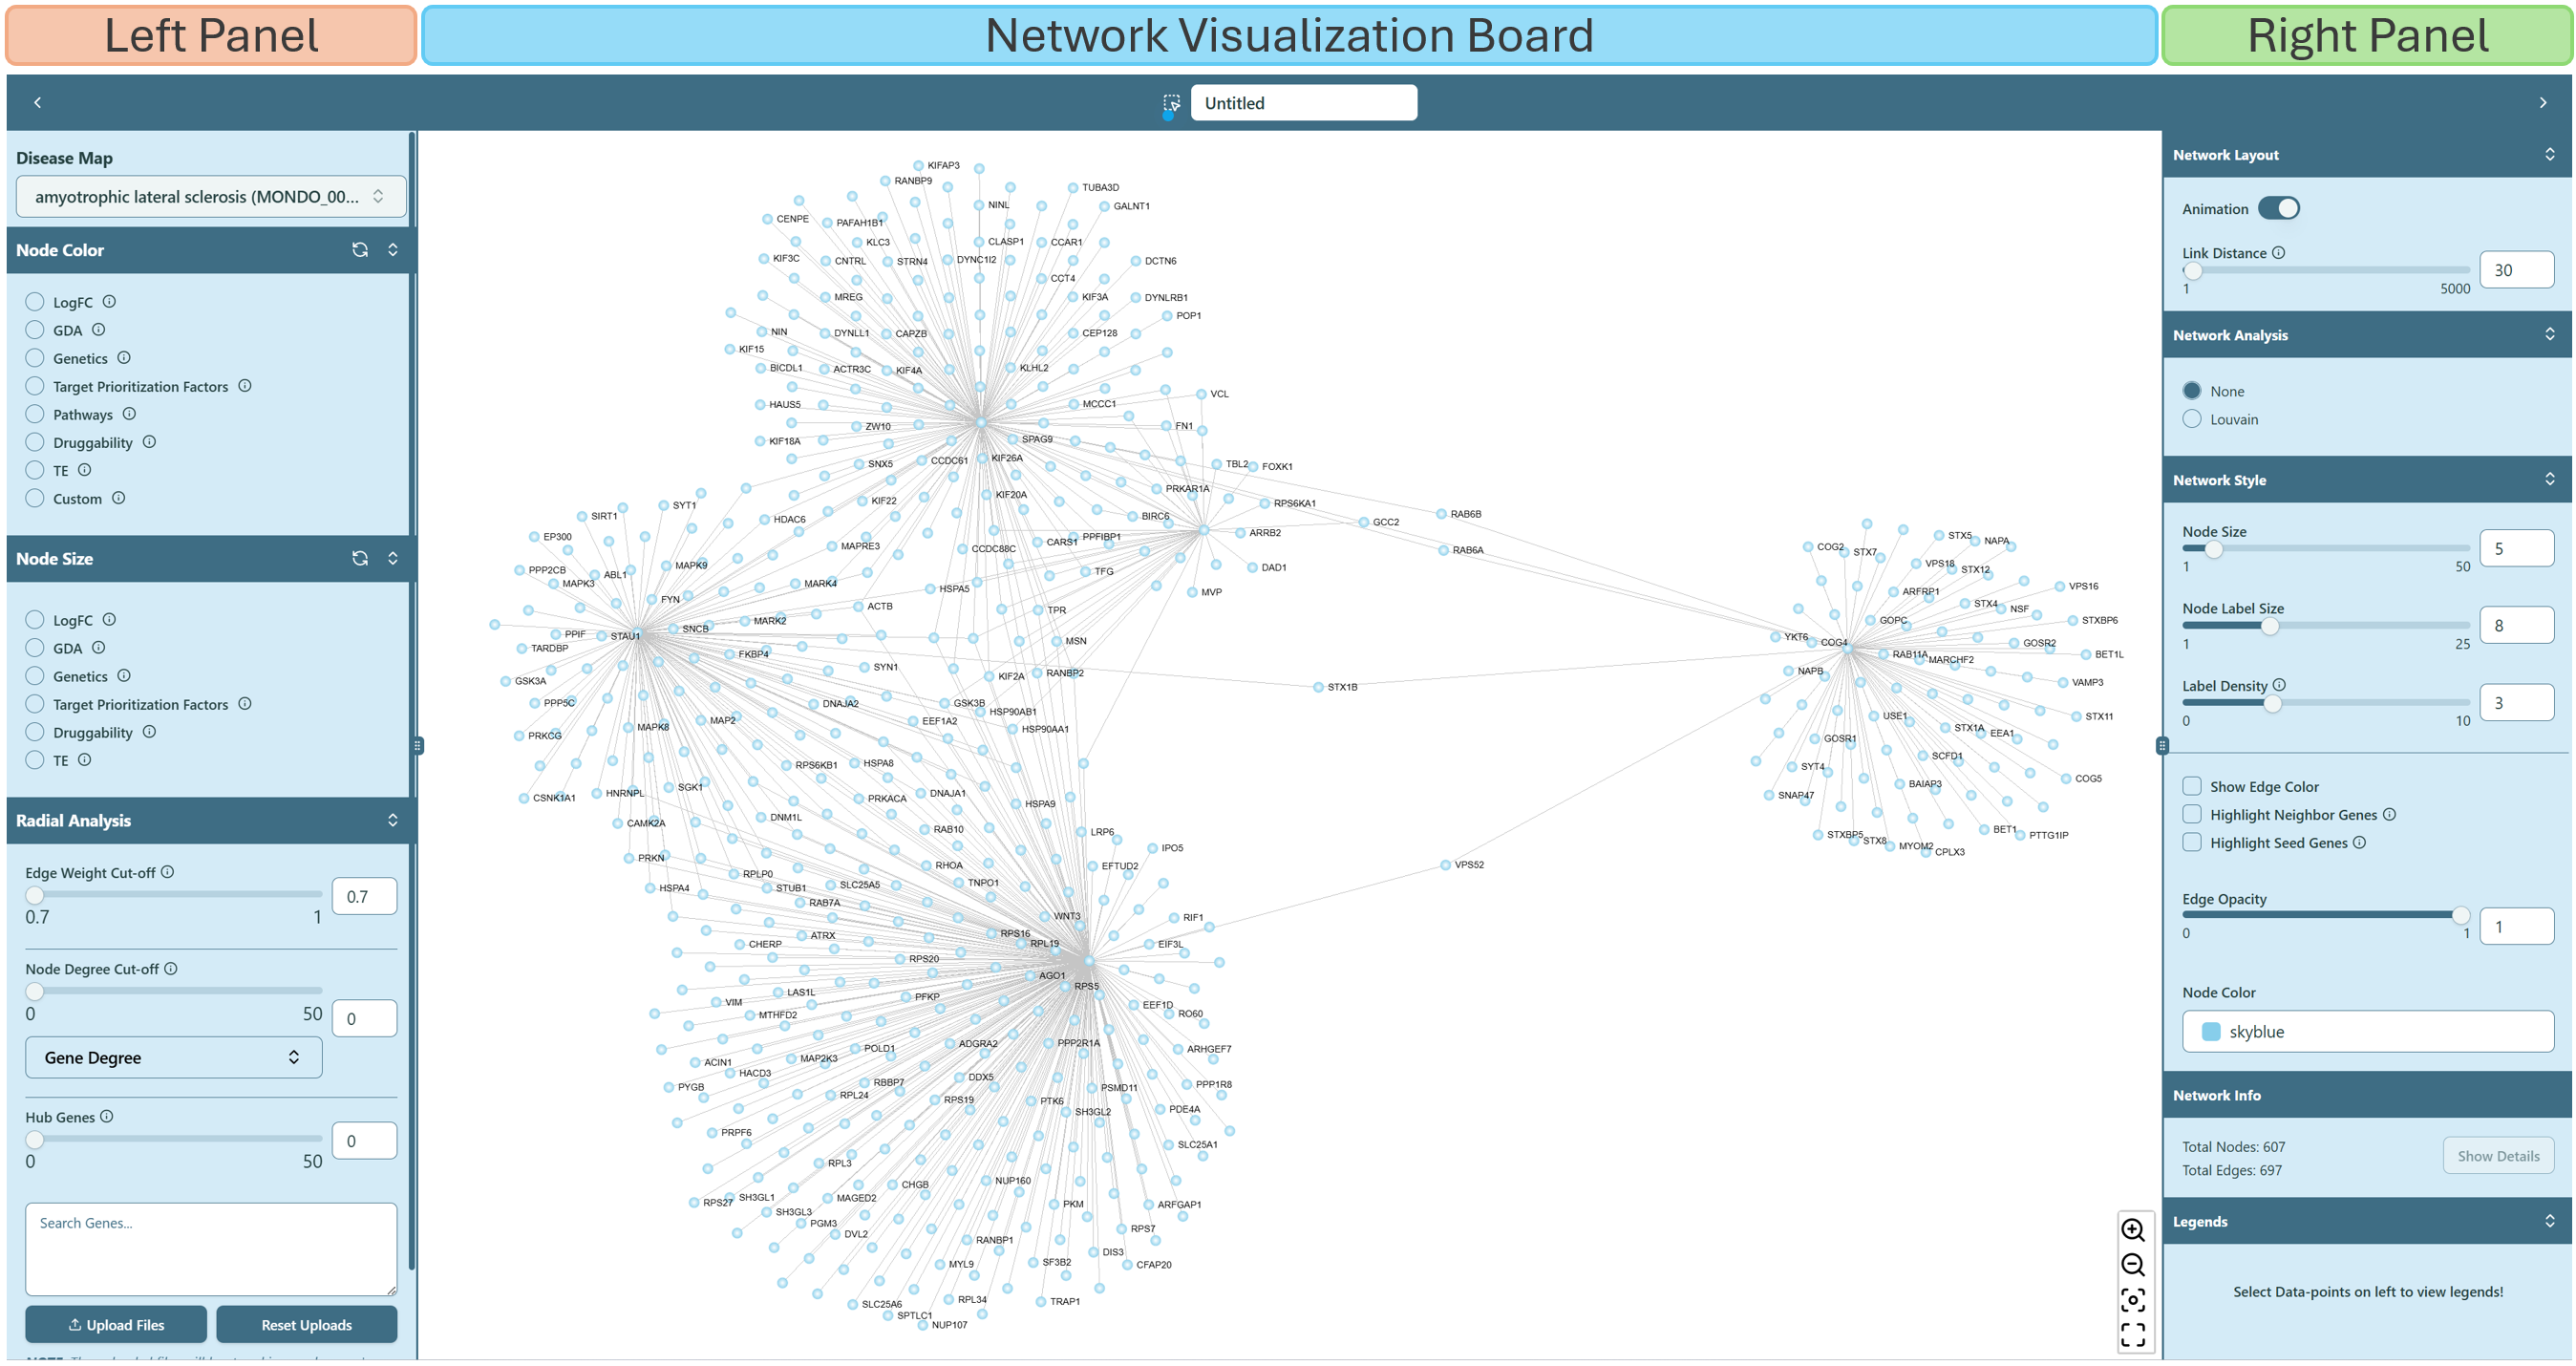 Left Panel
Network Visualization Board
Right Panel
Untitled
Disease Map
amyotrophic lateral sclerosis (MONDO_00...
Node Color
LogFC
GDA
Genetics
Target Prioritization Factors
Pathways
Druggability
TE
Custom
Node Size
LogFC
GDA
Genetics
Target Prioritization Factors
Druggability
TE
Radial Analysis
Edge Weight Cut-off
0.7
0.7 1
Node Degree Cut-off
0
0 50
Gene Degree
Hub Genes
0
0 50
Search Genes...
Upload Files
Reset Uploads
KIFAP3
RANBP9
TUBA3D
NINL
GALNT1
CENPE
PAFAH1B1
KLC3
CLASP1
CCAR1
KIF3C
CNTRL
STRN4
DYNC1I2
DCTN6
CCT4
MREG
KIF3A
DYNLRB1
POP1
NIN
DYNLL1
CAPZB
CEP128
KIF15
BICDL1
ACTR3C
KIF4A
KLHL2
VCL
HAUS5
MCCC1
ZW10
FN1
KIF18A
SPAG9
SNX5
CCDC61
KIF26A
TBL2
FOXK1
PRKAR1A
KIF22
KIF20A
RPS6KA1
SYT1
SIRT1
HDAC6
BIRC6
GCC2
RAB6B
EP300
MAPRE3
CCDC88C
CARS1
PPFIBP1
ARRB2
RAB6A
PPP2CB
MAPK3
ABL1
MAPK9
MARK4
HSPA5
TFG
DAD1
MVP
FYN
ACTB
TPR
PPIF
STAU1
SNCB
MARK2
MSN
TARDBP
FKBP4
SYN1
KIF2A
RANBP2
STX1B
GSK3A
PPP5C
DNAJA2
GSK3B
HSP90AB1
MAPK8
MAP2
EEF1A2
HSP90AA1
PRKCG
RPS6KB1
HSPA8
CSNK1A1
HNRNPL
SGK1
PRKACA
DNAJA1
HSPA9
CAMK2A
DNM1L
RAB10
LRP6
IPO5
PRKN
RHOA
EFTUD2
VPS52
RPLP0
HSPA4
STUB1
SLC25A5
TNPO1
RAB7A
WNT3
RIF1
CHERP
ATRX
RPS16
RPL19
EIF3L
RPS20
AGO1
RPS5
VIM
LAS1L
PFKP
EEF1D
RO60
MTHFD2
ACIN1
MAP2K3
POLD1
ADGRA2
PPP2R1A
ARHGEF7
HACD3
PYGB
RBBP7
DDX5
PSMD11
PPP1R8
RPL24
RPS19
PTK6
SH3GL2
PDE4A
PRPF6
SLC25A1
RPL3
CHGB
NUP160
RPS27
SH3GL1
MAGED2
PKM
ARFGAP1
SH3GL3
PGM3
DVL2
RANBP1
RPS7
DIS3
MYL9
SF3B2
CFAP20
SLC25A6
RPL34
TRAP1
SPTLC1
NUP107
COG2
STX7
STX5
NAPA
VPS18
STX12
VPS16
ARFRP1
STX4
NSF
GOPC
STXBP6
YKT6
COG4
GOSR2
RAB11A
MARCHF2
BET1L
NAPB
VAMP3
USE1
STX11
STX1A
EEA1
GOSR1
SCFD1
SYT4
COG5
SNAP47
BAIAP3
STXBP5
STX8
MYOM2
CPLX3
BET1
PTTG1IP
Network Layout
Animation
Link Distance
30
1 5000
Network Analysis
None
Louvain
Network Style
Node Size
5
1 50
Node Label Size
8
1 25
Label Density
3
0 10
Show Edge Color
Highlight Neighbor Genes
Highlight Seed Genes
Edge Opacity
1
0 1
Node Color
skyblue
Network Info
Total Nodes: 607
Total Edges: 697
Show Details
Legends
Select Data-points on left to view legends!